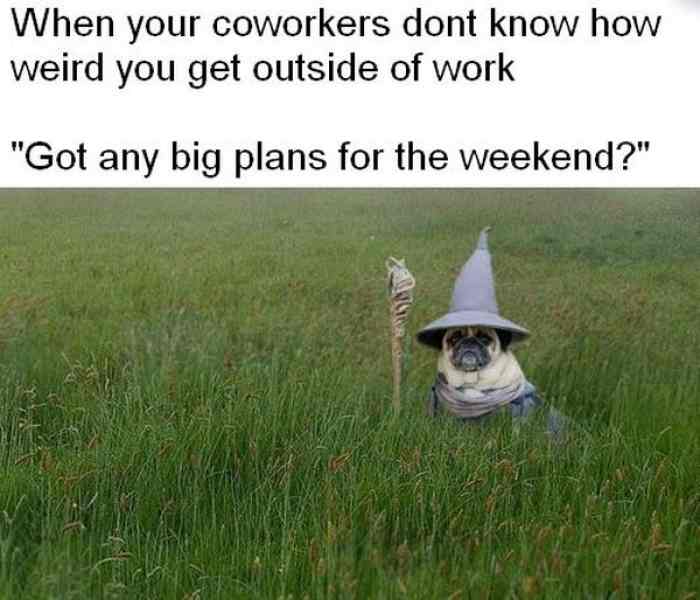 When your coworkers dont know how
weird you get outside of work
"Got any big plans for the weekend?"